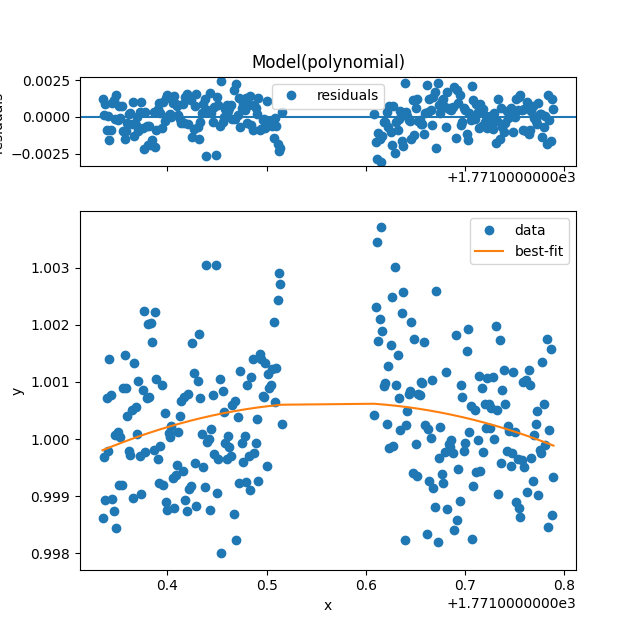 Model(polynomial)
0.0025
0.0000
−0.0025
residuals
+1.7710000000e3
data
best-fit
1.003
1.002
1.001
1.000
0.999
0.998
y
0.4
0.5
0.6
0.7
0.8
x
+1.7710000000e3